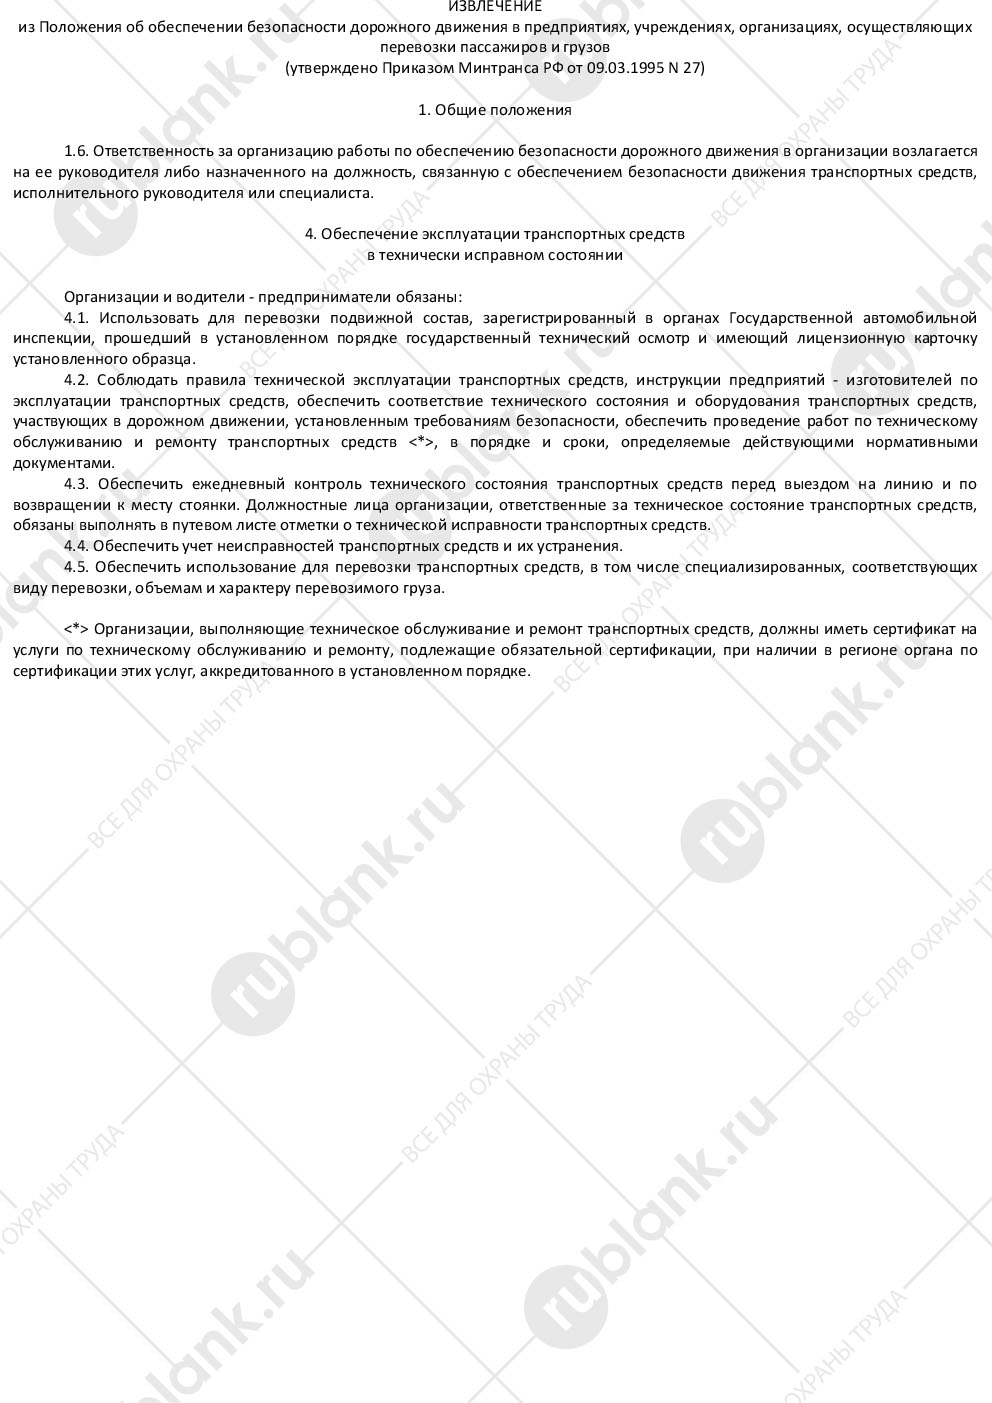 ИЗВЛЕЧЕНИЕ
из Положения об обеспечении безопасности дорожного движения в предприятиях, учреждениях, организациях, осуществляющих
перевозки пассажиров и грузов
(утверждено Приказом Минтранса РФ от 09.03.1995 N 27)
1. Общие положения
1.6. Ответственность за организацию работы по обеспечению безопасности дорожного движения в организации возлагается
на ее руководителя либо назначенного на должность, связанную с обеспечением безопасности движения транспортных средств,
исполнительного руководителя или специалиста.
4. Обеспечение эксплуатации транспортных средств
в технически исправном состоянии
Организации и водители - предприниматели обязаны:
4.1. Использовать для перевозки подвижной состав, зарегистрированный в органах Государственной автомобильной
инспекции, прошедший в установленном порядке государственный технический осмотр и имеющий лицензионную карточку
установленного образца.
4.2. Соблюдать правила технической эксплуатации транспортных средств, инструкции предприятий - изготовителей по
эксплуатации транспортных средств, обеспечить соответствие технического состояния и оборудования транспортных средств,
участвующих в дорожном движении, установленным требованиям безопасности, обеспечить проведение работ по техническому
обслуживанию и ремонту транспортных средств <*>, в порядке и сроки, определяемые действующими нормативными
документами.
4.3. Обеспечить ежедневный контроль технического состояния транспортных средств перед выездом на линию и по
возвращении к месту стоянки. Должностные лица организации, ответственные за техническое состояние транспортных средств,
обязаны выполнять в путевом листе отметки о технической исправности транспортных средств.
4.4. Обеспечить учет неисправностей транспортных средств и их устранения.
4.5. Обеспечить использование для перевозки транспортных средств, в том числе специализированных, соответствующих
виду перевозки, объемам и характеру перевозимого груза.
<*> Организации, выполняющие техническое обслуживание и ремонт транспортных средств, должны иметь сертификат на
услуги по техническому обслуживанию и ремонту, подлежащие обязательной сертификации, при наличии в регионе органа по
сертификации этих услуг, аккредитованного в установленном порядке.
rublank.ru
ВСЕ ДЛЯ ОХРАНЫ ТРУДА